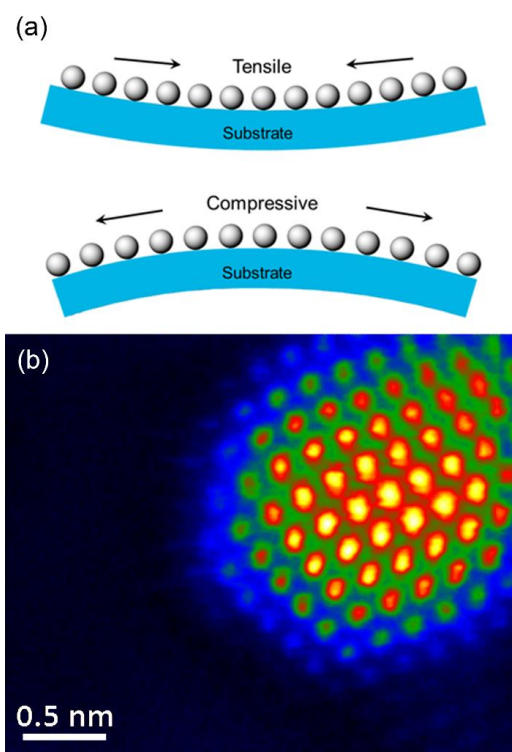 (a)
Tensile
Substrate
Compressive
Substrate
(b)
0.5 nm